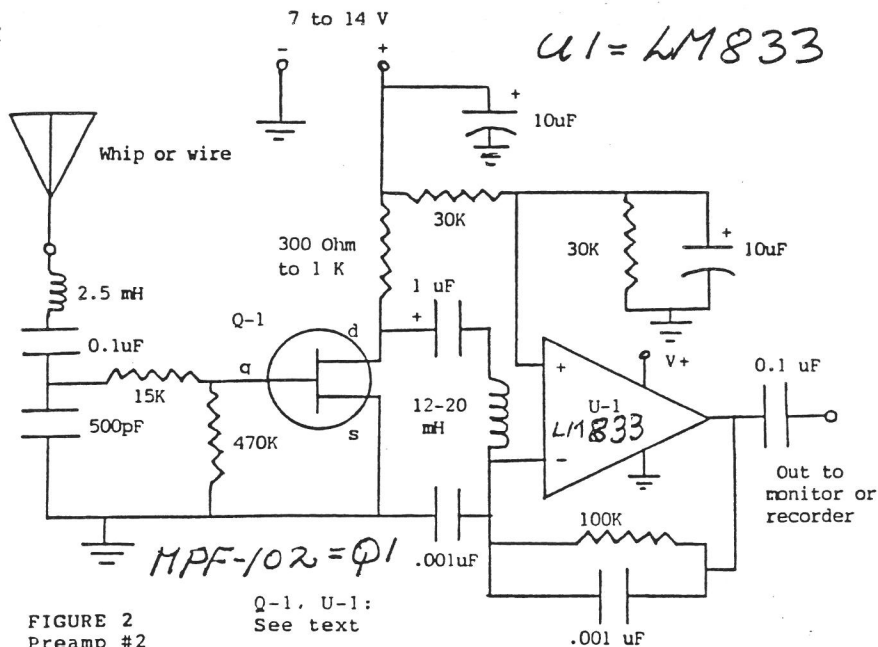 7 to 14 V
-
+
U1 = LM833
+
10uF
Whip or wire
30K
300 Ohm
to 1 K
30K
+
10uF
2.5 mH
1 uF
+
Q-1
d
0.1uF
g
15K
s
500pF
470K
12-20
mH
+
V+
U-1
LM833
-
0.1 uF
Out to
monitor or
recorder
100K
.001uF
MPF-102 = Q1
Q-1, U-1:
See text
.001 uF
FIGURE 2
Preamp #2